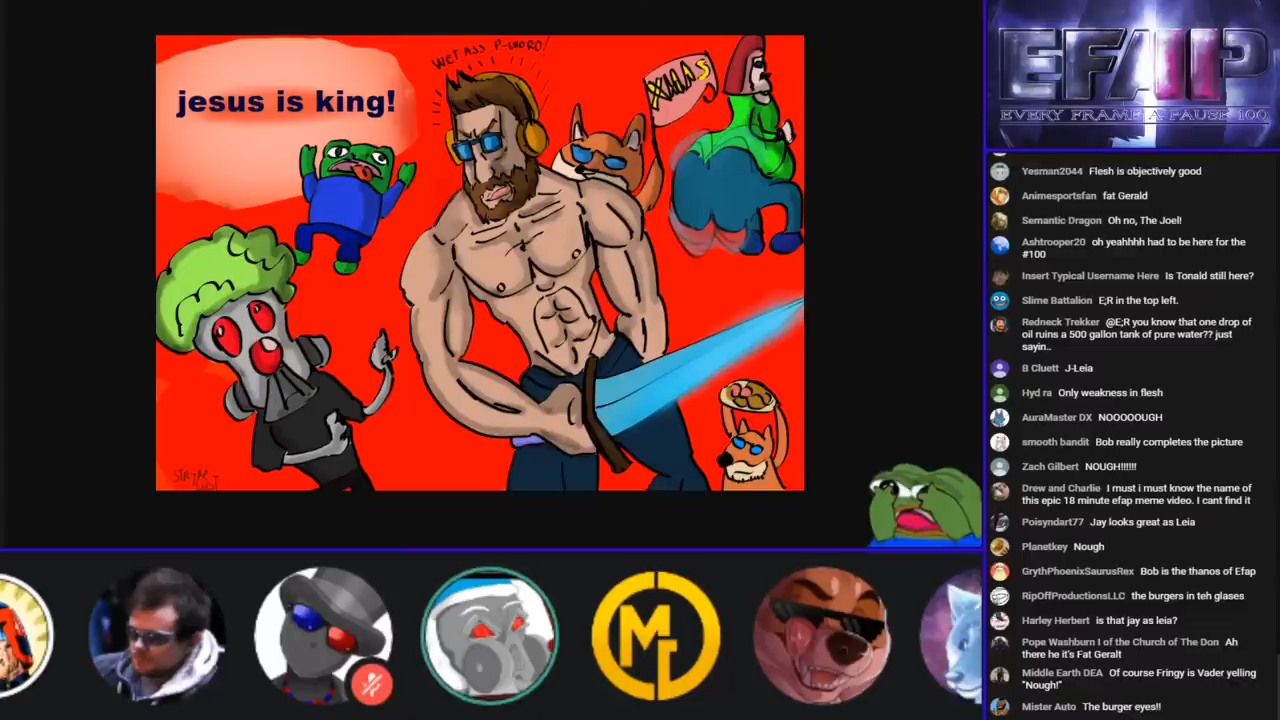 WET ASS P-WORD!
jesus is king!
XMAS
STRYKR
LUST
MG
EFAP
EVERY FRAME A PAUSE 100
Yesman2044 Flesh is objectively good
Animesportsfan fat Gerald
Semantic Dragon Oh no, The Joel!
Ashtrooper20 oh yeahhhh had to be here for the
#100
Insert Typical Username Here Is Tonald still here?
Slime Battalion E;R in the top left.
Redneck Trekker @E;R you know that one drop of
oil ruins a 500 gallon tank of pure water?? just
sayin..
B Cluett J-Leia
Hyd ra Only weakness in flesh
AuraMaster DX NOOOOOUGH
smooth bandit Bob really completes the picture
Zach Gilbert NOUGH!!!!!!
Drew and Charlie I must i must know the name of
this epic 18 minute efap meme video. I cant find it
Poisyndart77 Jay looks great as Leia
Planetkey Nough
GrythPhoenixSaurusRex Bob is the thanos of Efap
RipOffProductionsLLC the burgers in teh glases
Harley Herbert is that jay as leia?
Pope Washburn I of the Church of The Don Ah
there he it's Fat Geralt
Middle Earth DEA Of course Fringy is Vader yelling
"Nough!"
Mister Auto The burger eyes!!